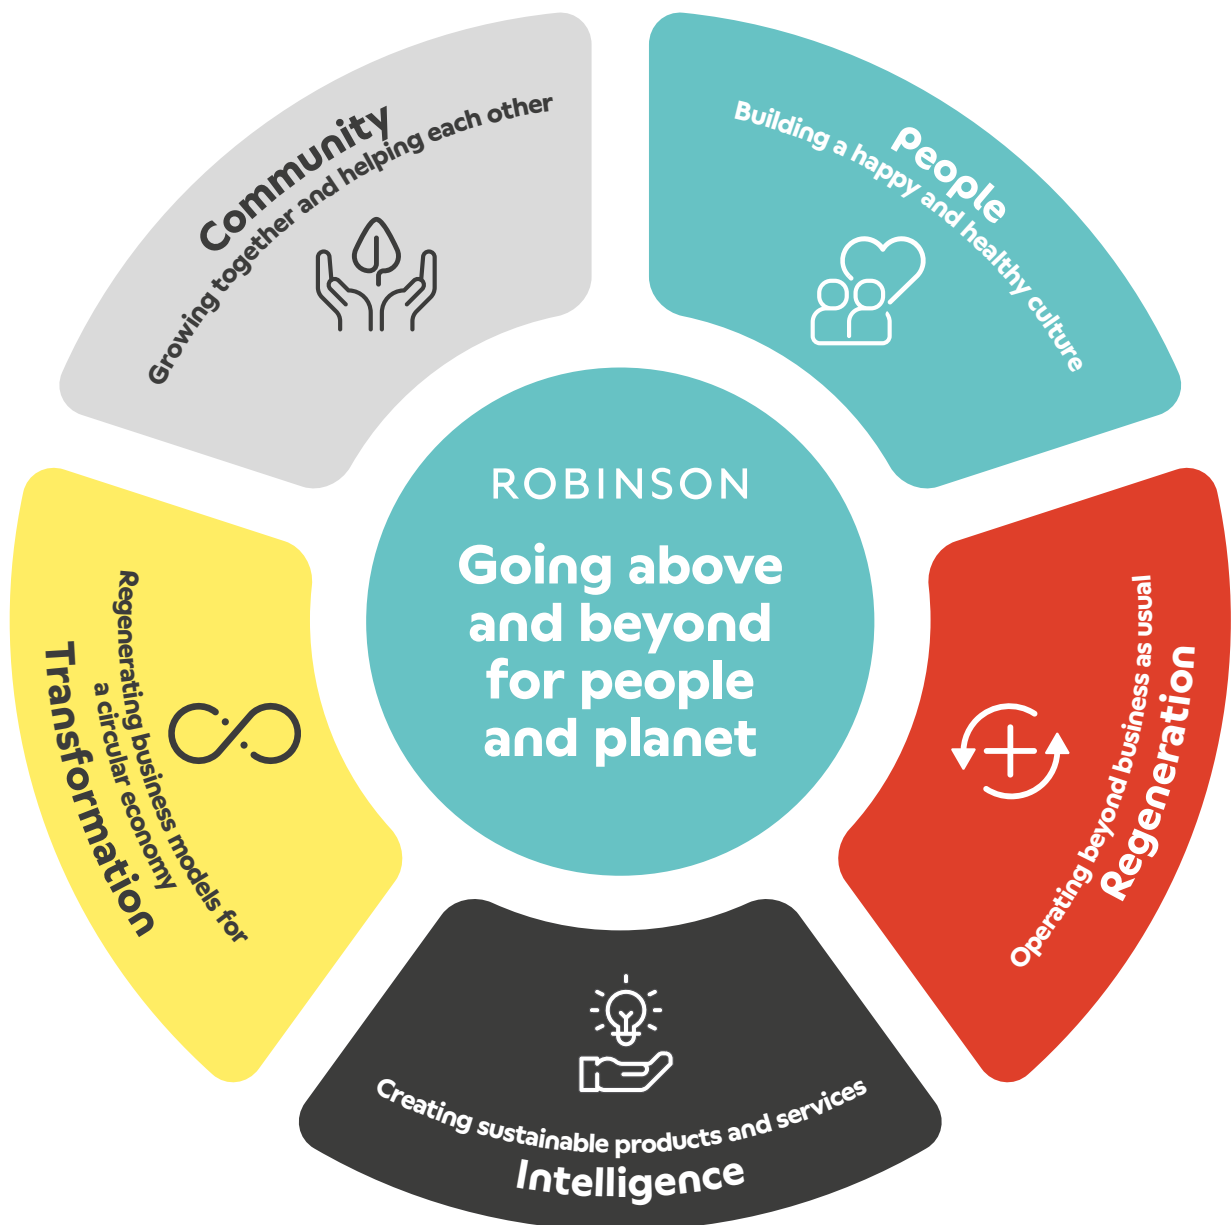 Community
Growing together and helping each other
People
Building a happy and healthy culture
ROBINSON
Going above
and beyond
for people
and planet
Regenerating business models for
a circular economy
Transformation
Operating beyond business as usual
Regeneration
Creating sustainable products and services
Intelligence